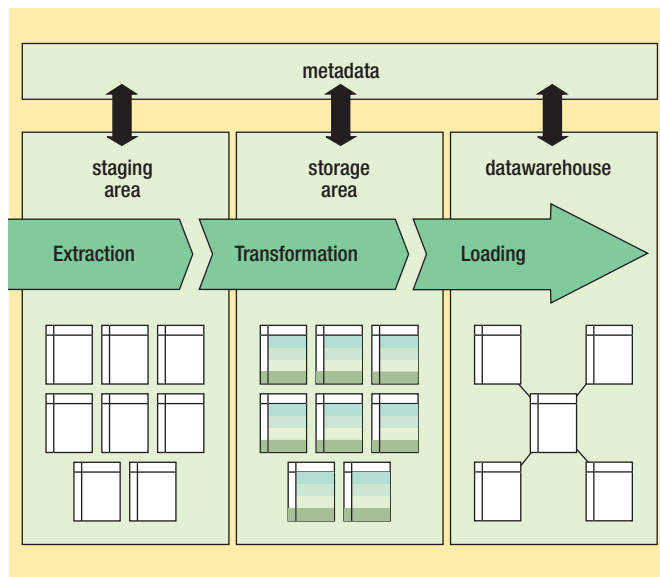 metadata
staging
area
storage
area
datawarehouse
Extraction
Transformation
Loading